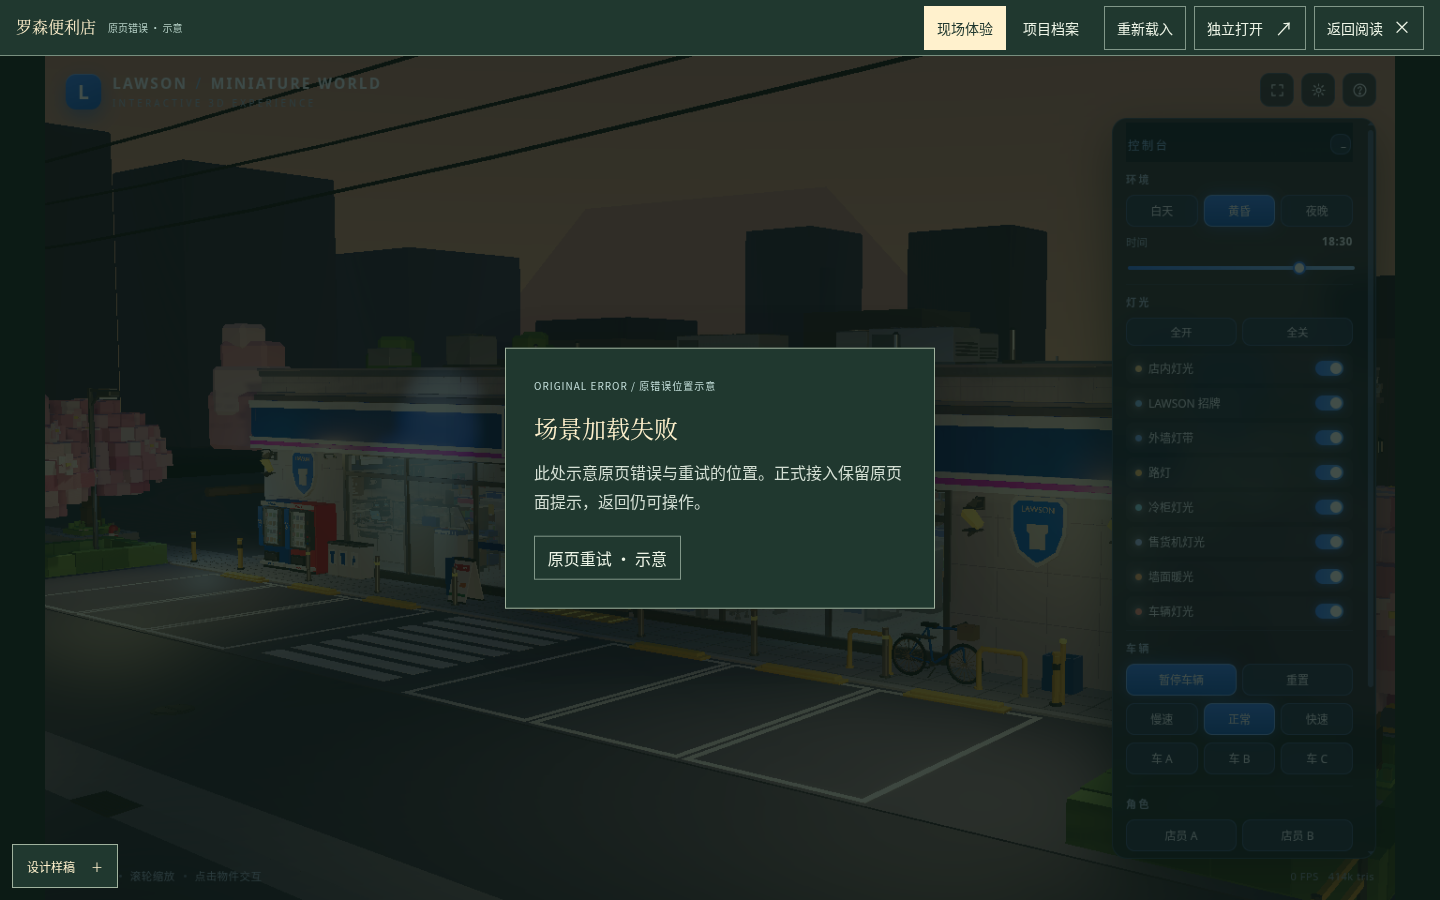 罗森便利店 原页错误 · 示意
现场体验 项目档案 重新载入 独立打开 ↗ 返回阅读 ×
L LAWSON / MINIATURE WORLD
INTERACTIVE 3D EXPERIENCE
控制台
环境
白天 黄昏 夜晚
时间 18:30
灯光
全开 全关
店内灯光
LAWSON 招牌
外墙灯带
路灯
冷柜灯光
售货机灯光
墙面暖光
车辆灯光
车辆
暂停车辆 重置
慢速 正常 快速
车 A 车 B 车 C
角色
店员 A 店员 B
ORIGINAL ERROR / 原错误位置示意
场景加载失败
此处示意原页错误与重试的位置。正式接入保留原页
面提示，返回仍可操作。
原页重试 · 示意
LAWSON
设计样稿 +
· 滚轮缩放 · 点击物件交互
0 FPS